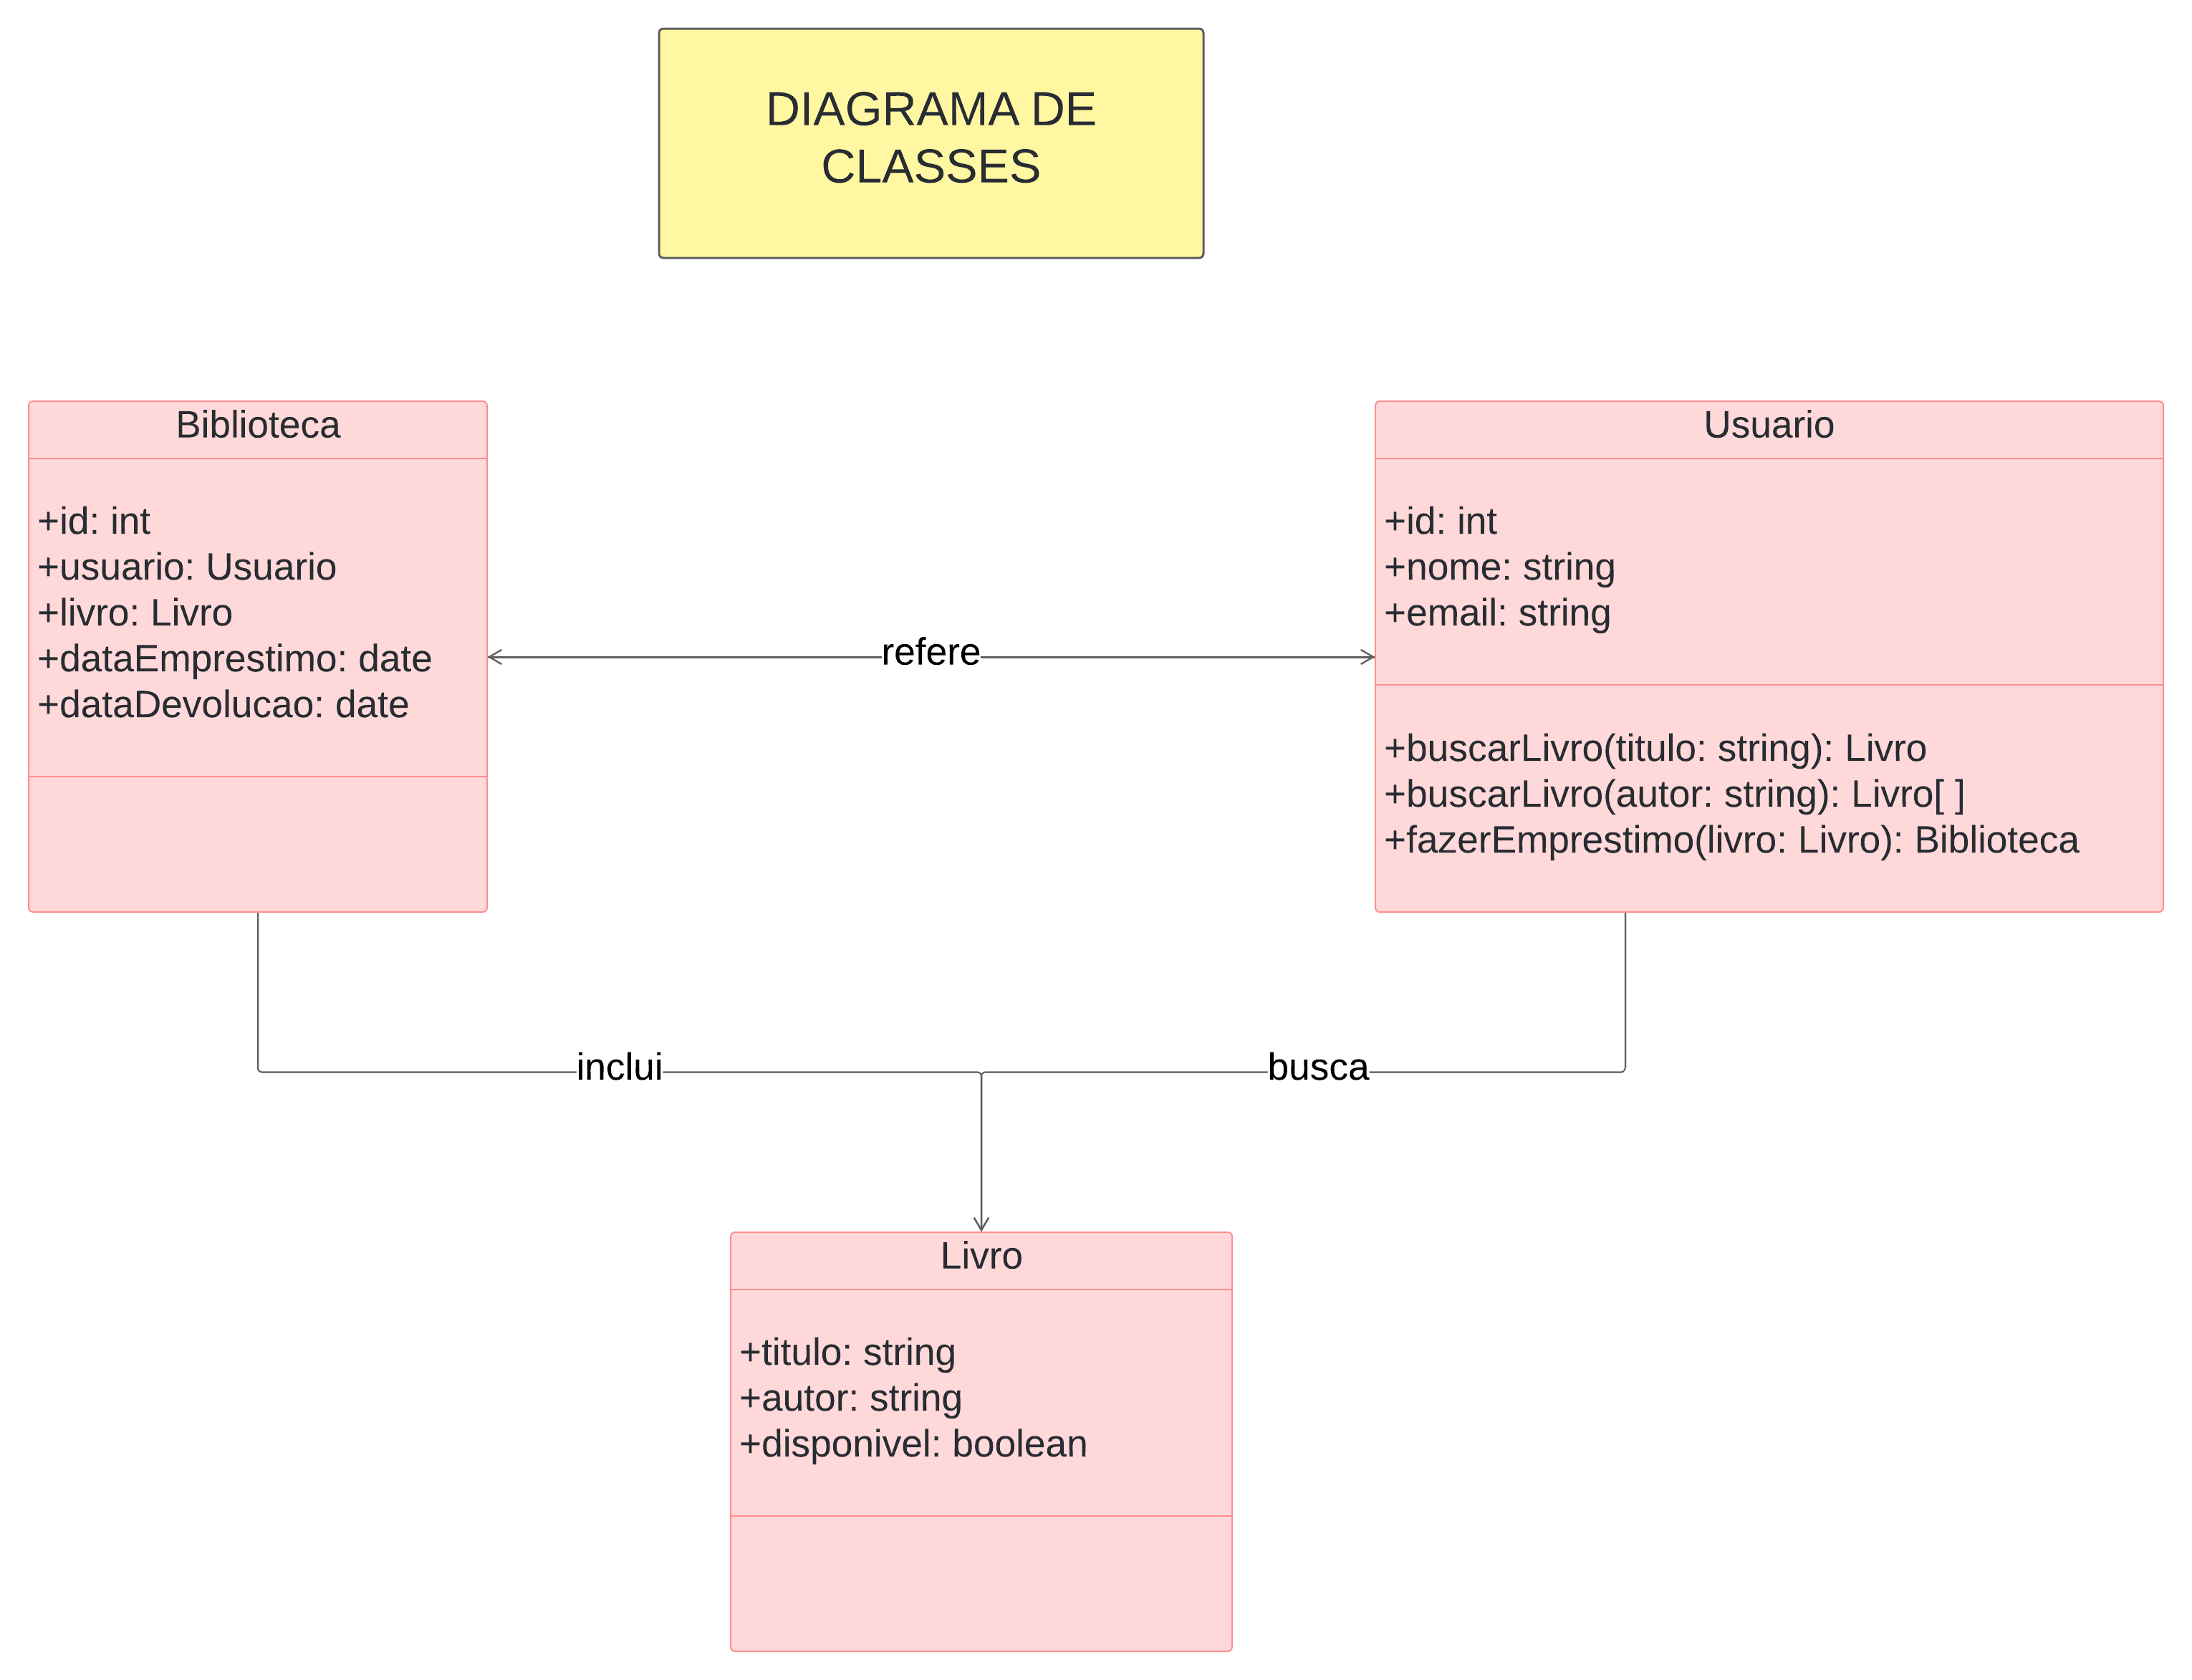 DIAGRAMA DE
CLASSES
Biblioteca
+id: int
+usuario: Usuario
+livro: Livro
+dataEmprestimo: date
+dataDevolucao: date
refere
Usuario
+id: int
+nome: string
+email: string
+buscarLivro(titulo: string): Livro
+buscarLivro(autor: string): Livro[ ]
+fazerEmprestimo(livro: Livro): Biblioteca
inclui
busca
Livro
+titulo: string
+autor: string
+disponivel: boolean